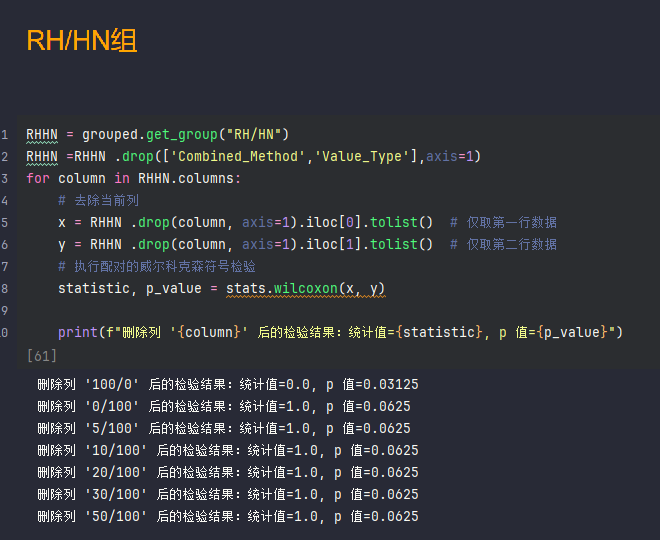 RH/HN组
1 RHHN = grouped.get_group("RH/HN")
2 RHHN =RHHN .drop(['Combined_Method','Value_Type'],axis=1)
3 for column in RHHN.columns:
4 # 去除当前列
5 x = RHHN .drop(column, axis=1).iloc[0].tolist() # 仅取第一行数据
6 y = RHHN .drop(column, axis=1).iloc[1].tolist() # 仅取第二行数据
7 # 执行配对的威尔科克森符号检验
8 statistic, p_value = stats.wilcoxon(x, y)
9
10 print(f"删除列 '{column}' 后的检验结果: 统计值={statistic}, p 值={p_value}")
[61]
删除列 '100/0' 后的检验结果: 统计值=0.0, p 值=0.03125
删除列 '0/100' 后的检验结果: 统计值=1.0, p 值=0.0625
删除列 '5/100' 后的检验结果: 统计值=1.0, p 值=0.0625
删除列 '10/100' 后的检验结果: 统计值=1.0, p 值=0.0625
删除列 '20/100' 后的检验结果: 统计值=1.0, p 值=0.0625
删除列 '30/100' 后的检验结果: 统计值=1.0, p 值=0.0625
删除列 '50/100' 后的检验结果: 统计值=1.0, p 值=0.0625